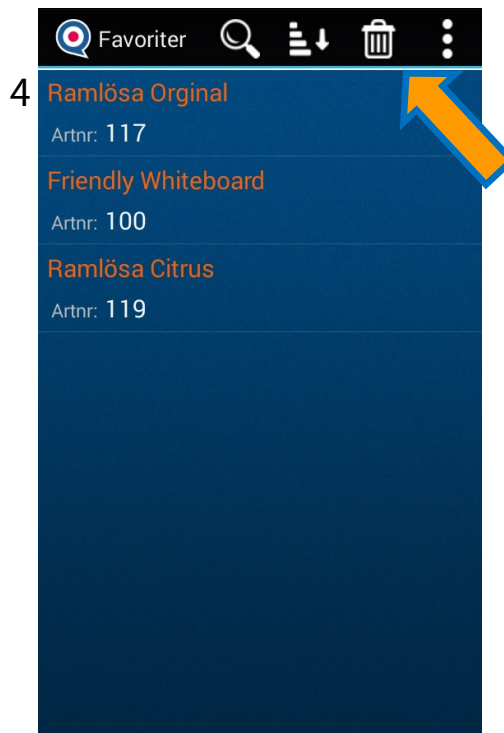 Favoriter
4
Ramlösa Orginal
Artnr: 117
Friendly Whiteboard
Artnr: 100
Ramlösa Citrus
Artnr: 119